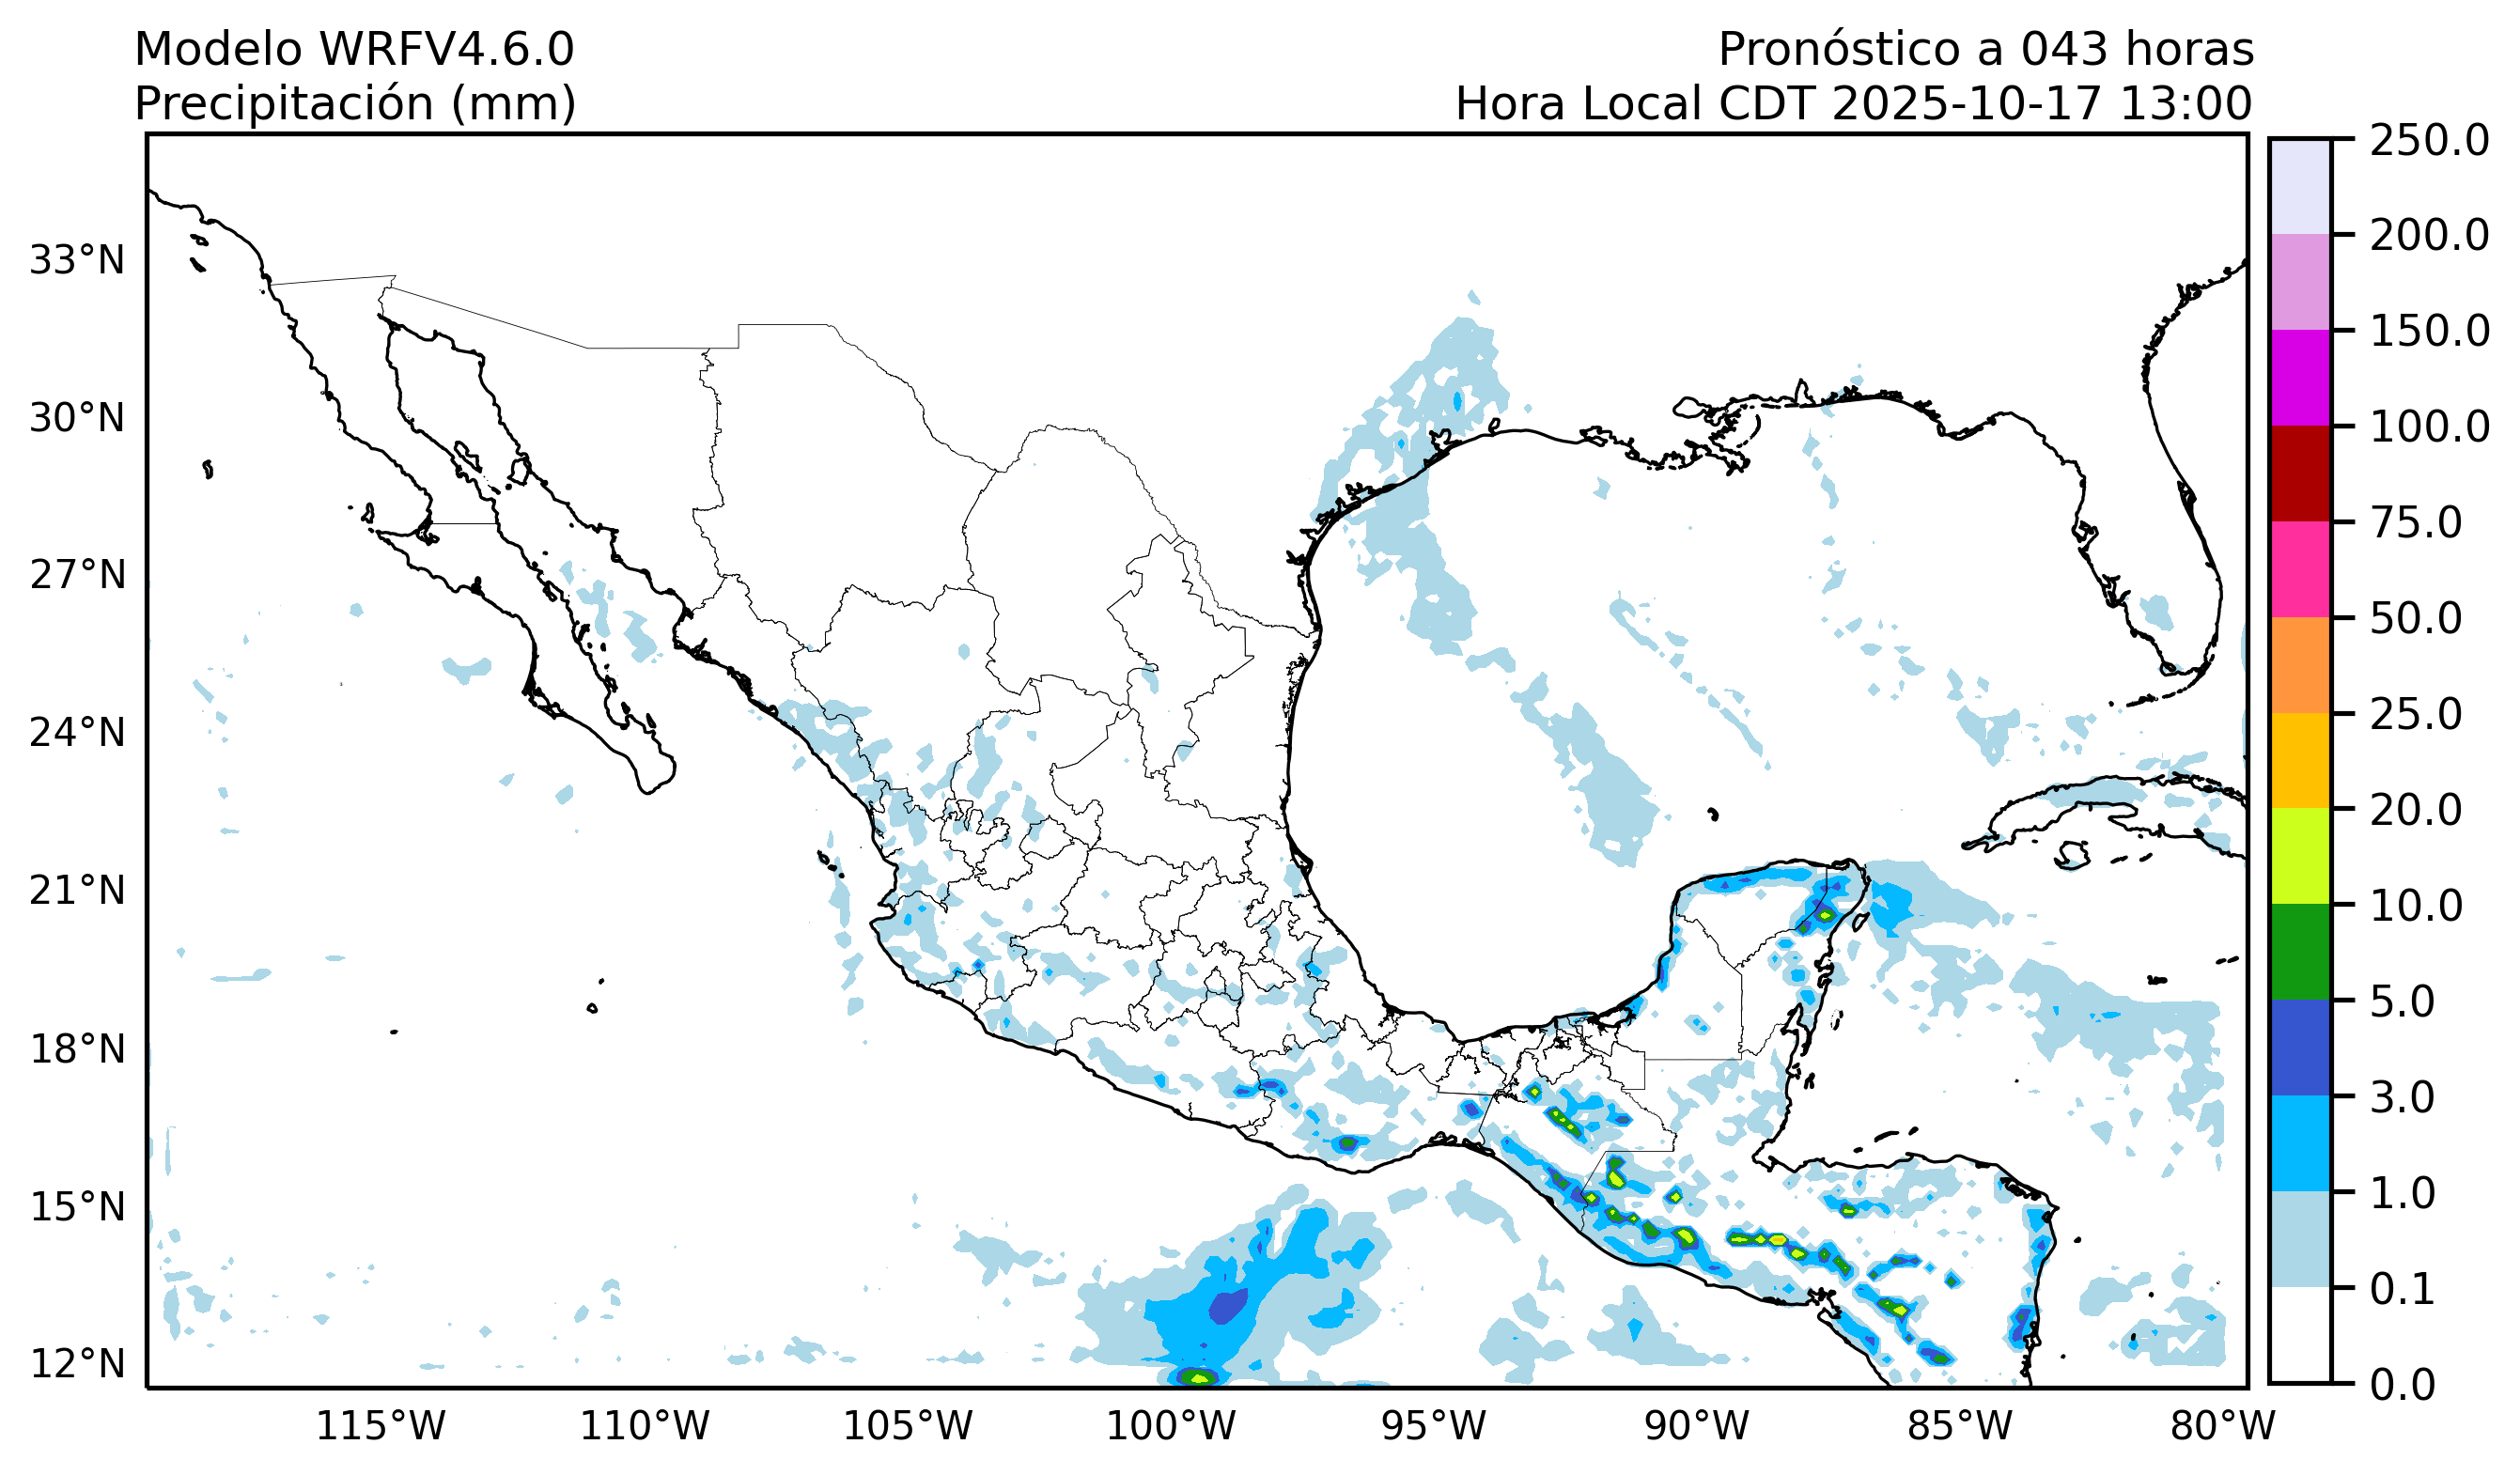 Modelo WRFV4.6.0
Precipitación (mm)
Pronóstico a 043 horas
Hora Local CDT 2025-10-17 13:00
33°N
30°N
27°N
24°N
21°N
18°N
15°N
12°N
115°W
110°W
105°W
100°W
95°W
90°W
85°W
80°W
250.0
200.0
150.0
100.0
75.0
50.0
25.0
20.0
10.0
5.0
3.0
1.0
0.1
0.0